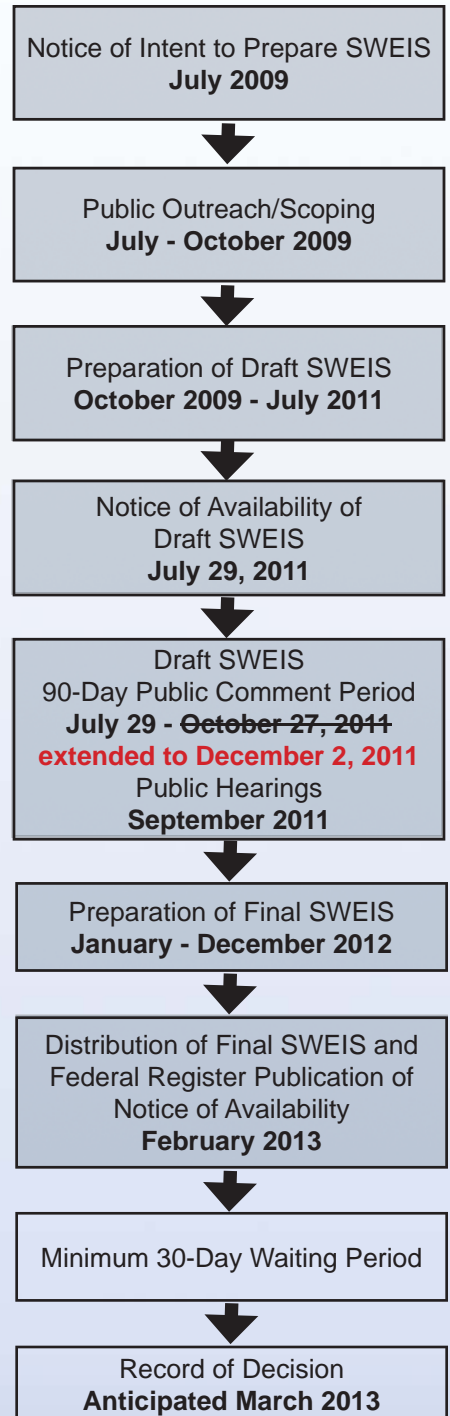 Notice of Intent to Prepare SWEIS
July 2009
Public Outreach/Scoping
July - October 2009
Preparation of Draft SWEIS
October 2009 - July 2011
Notice of Availability of
Draft SWEIS
July 29, 2011
Draft SWEIS
90-Day Public Comment Period
July 29 - October 27, 2011
extended to December 2, 2011
Public Hearings
September 2011
Preparation of Final SWEIS
January - December 2012
Distribution of Final SWEIS and
Federal Register Publication of
Notice of Availability
February 2013
Minimum 30-Day Waiting Period
Record of Decision
Anticipated March 2013